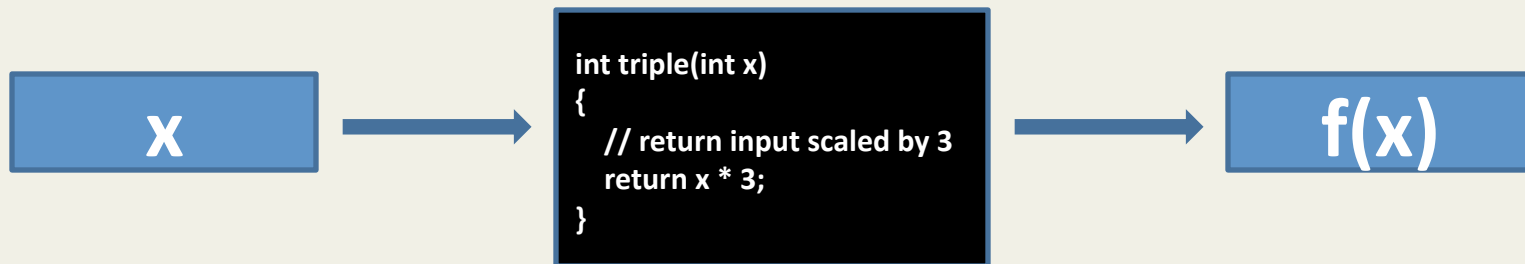 x
int triple(int x)
{
// return input scaled by 3
return x * 3;
}
f(x)